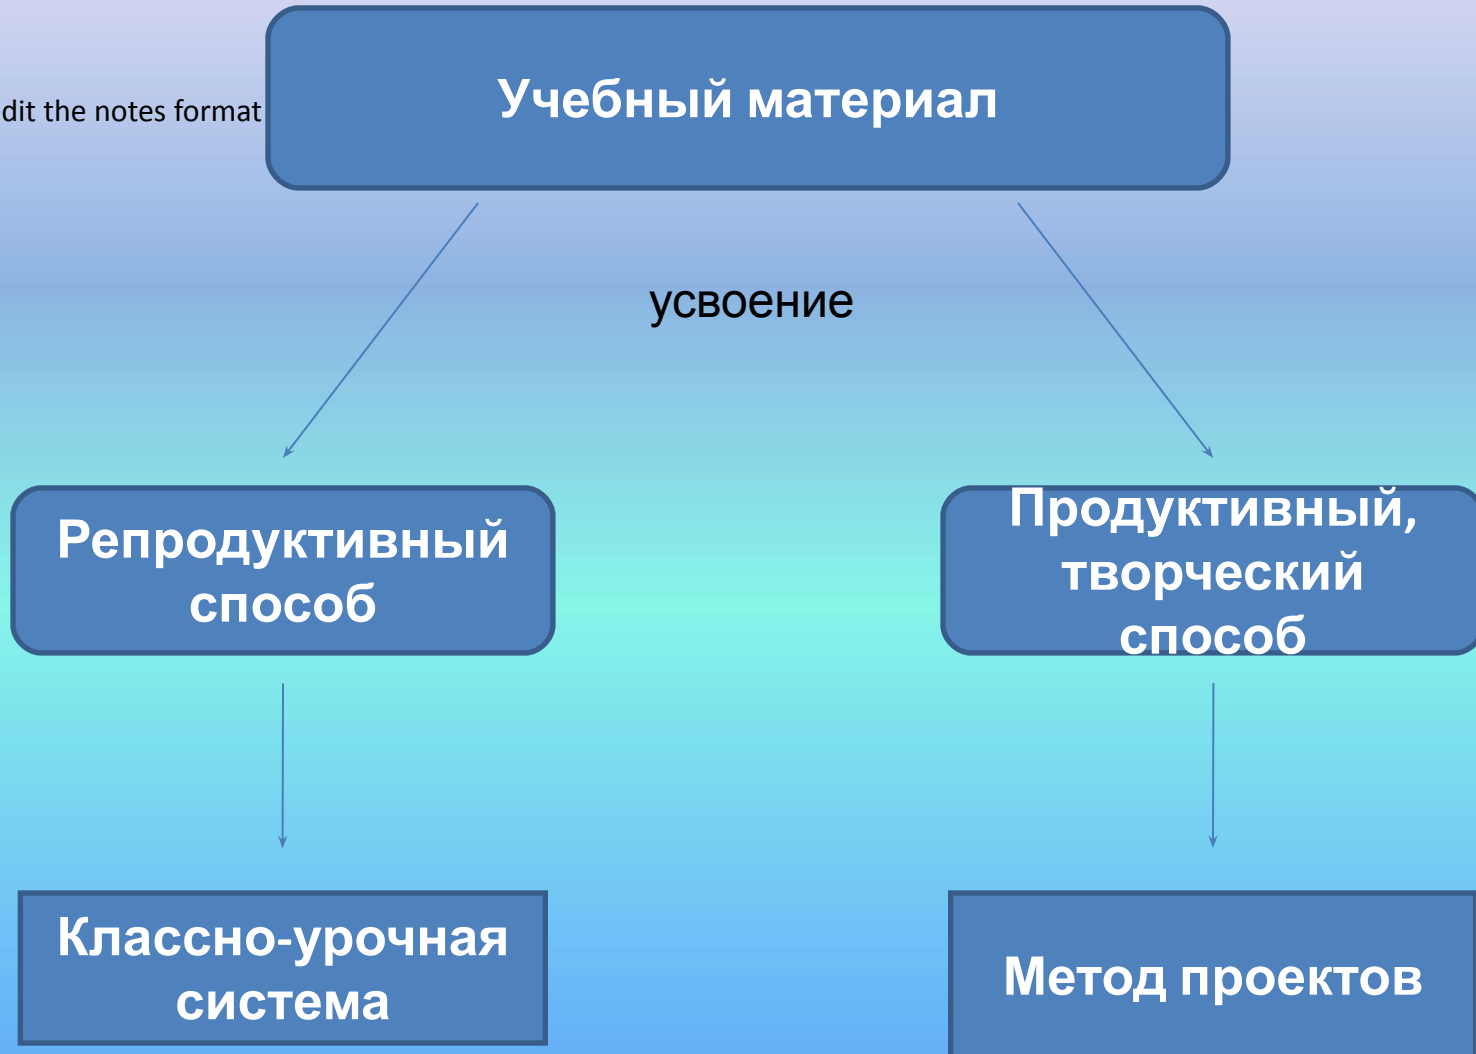 Учебный материал
dit the notes format
усвоение
Репродуктивный
способ
Продуктивный,
творческий
способ
Классно-урочная
система
Метод проектов